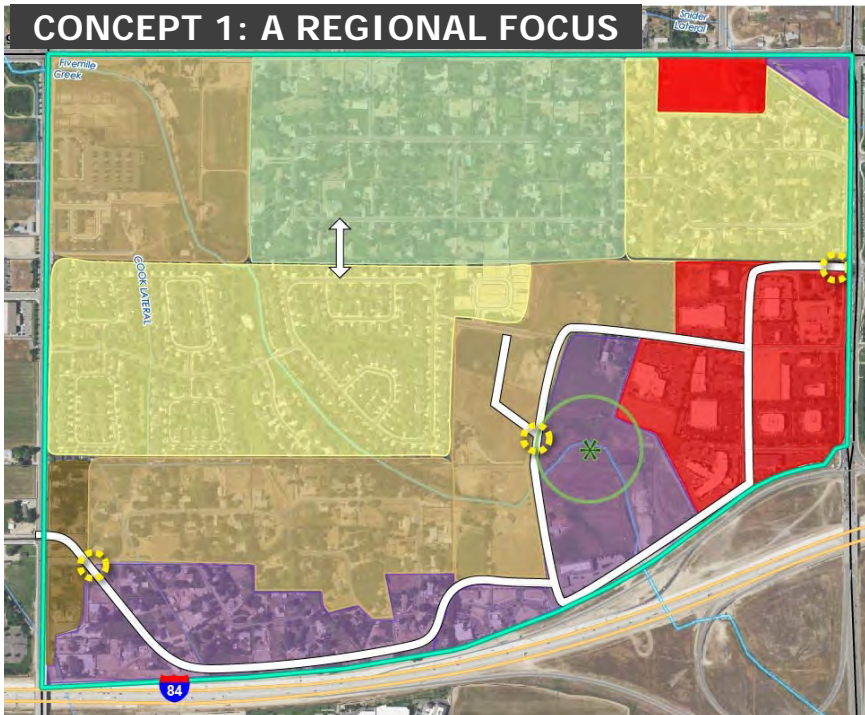 CONCEPT 1: A REGIONAL FOCUS
Snider
Lateral
Fivemile
Creek
COOK LATERAL
84